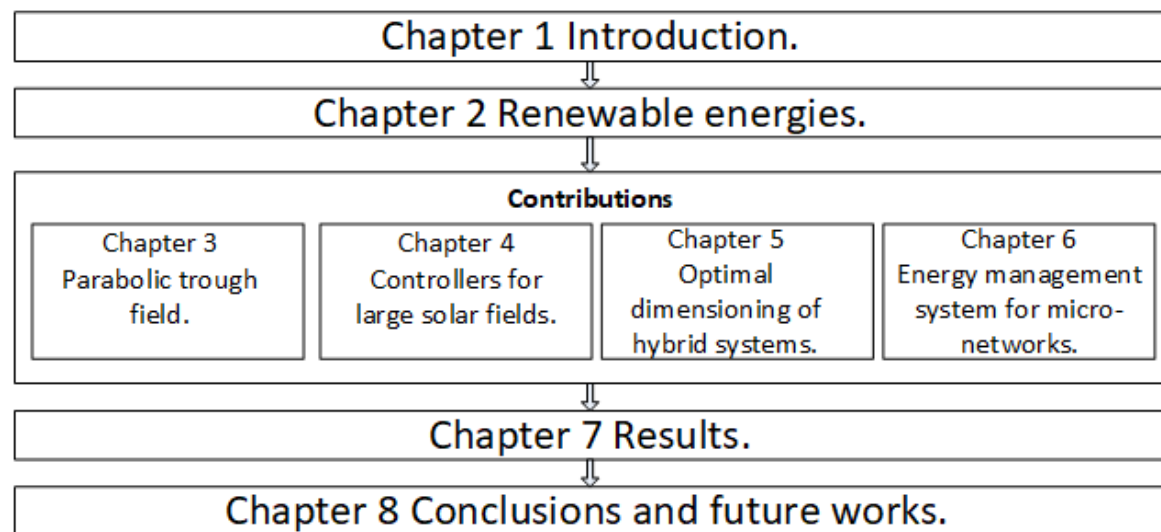 Chapter 1 Introduction.
Chapter 2 Renewable energies.
Contributions
Chapter 3
Parabolic trough
field.
Chapter 4
Controllers for
large solar fields.
Chapter 5
Optimal
dimensioning of
hybrid systems.
Chapter 6
Energy management
system for micro-
networks.
Chapter 7 Results.
Chapter 8 Conclusions and future works.